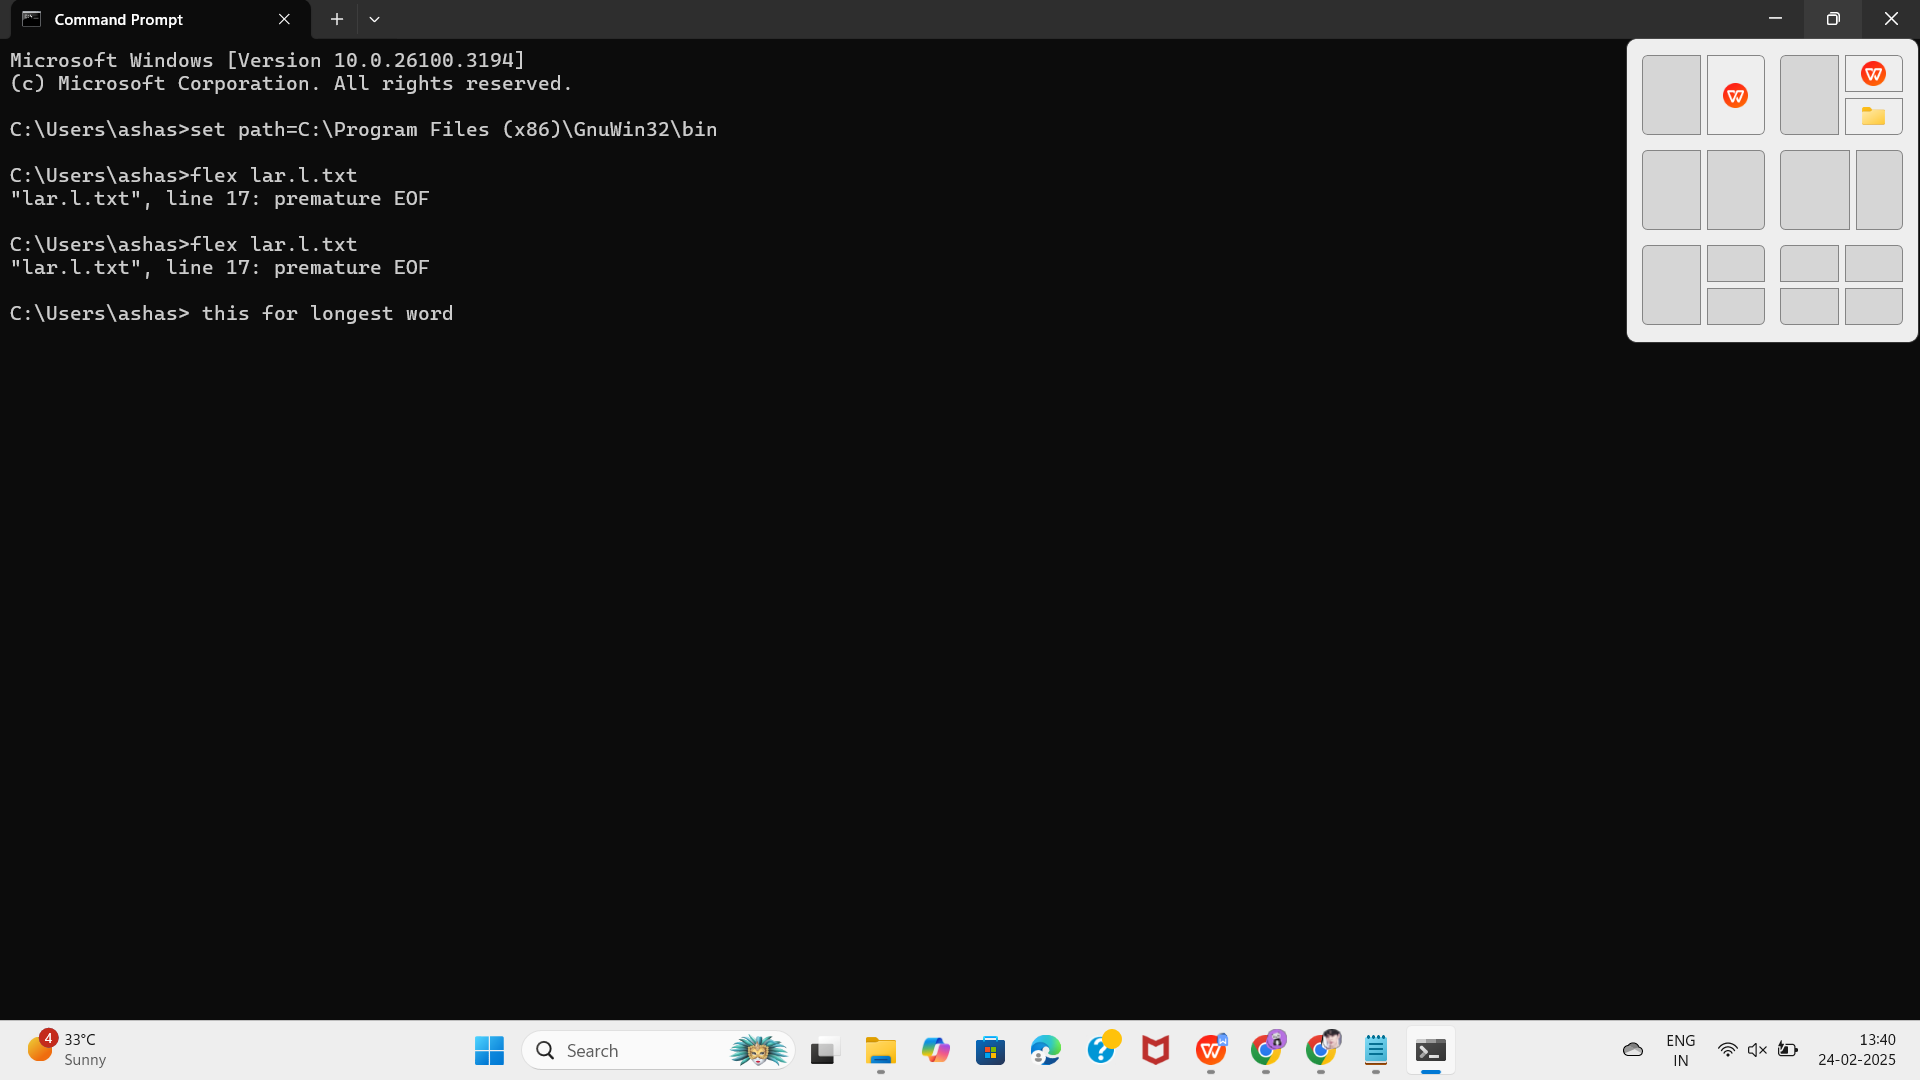 Command Prompt
Microsoft Windows [Version 10.0.26100.3194]
(c) Microsoft Corporation. All rights reserved.
C:\Users\ashas>set path=C:\Program Files (x86)\GnuWin32\bin
C:\Users\ashas>flex lar.l.txt
"lar.l.txt", line 17: premature EOF
C:\Users\ashas>flex lar.l.txt
"lar.l.txt", line 17: premature EOF
C:\Users\ashas> this for longest word
4
33°C
Sunny
Search
ENG
IN
13:40
24-02-2025